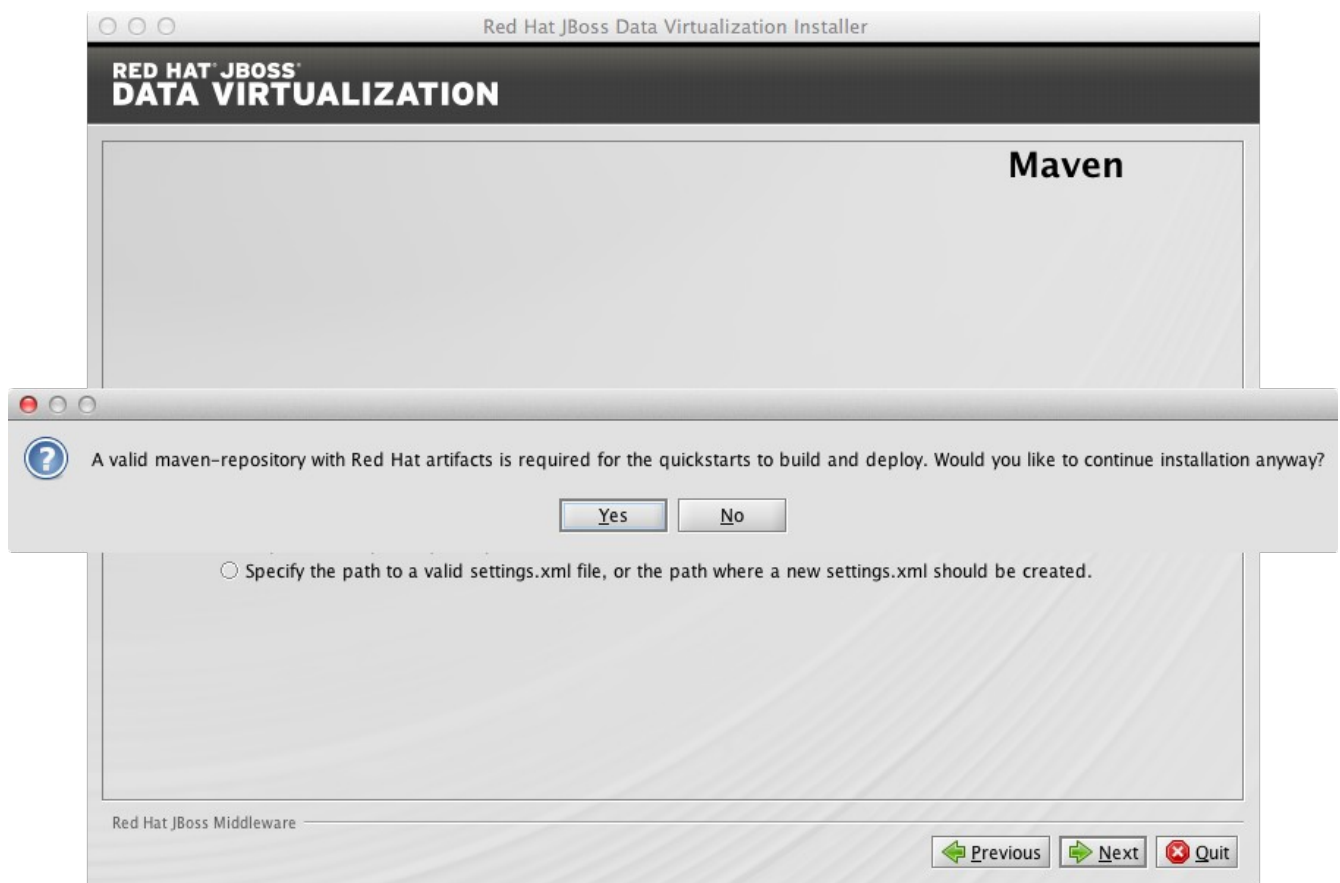 Red Hat JBoss Data Virtualization Installer
RED HAT® JBOSS®
DATA VIRTUALIZATION
Maven
A valid maven-repository with Red Hat artifacts is required for the quickstarts to build and deploy. Would you like to continue installation anyway?
Yes No
Specify the path to a valid settings.xml file, or the path where a new settings.xml should be created.
Red Hat JBoss Middleware
Previous Next Quit